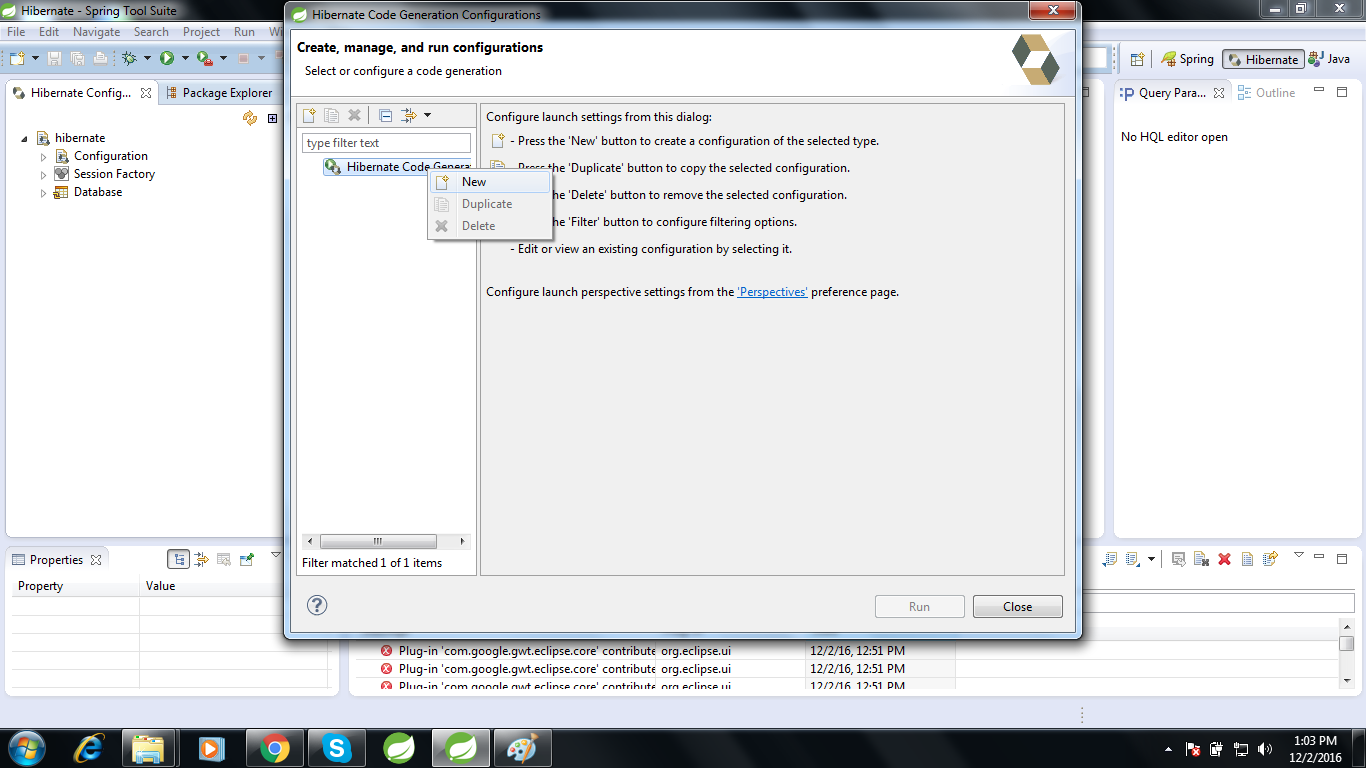 Hibernate - Spring Tool Suite
File Edit Navigate Search Project Run
Spring Hibernate Java
Hibernate Config... Package Explorer
hibernate
Configuration
Session Factory
Database
Hibernate Code Generation Configurations
Create, manage, and run configurations
Select or configure a code generation
type filter text
Hibernate Code
New
Duplicate
Delete
Filter matched 1 of 1 items
Configure launch settings from this dialog:
- Press the 'New' button to create a configuration of the selected type.
the 'Duplicate' button to copy the selected configuration.
the 'Delete' button to remove the selected configuration.
the 'Filter' button to configure filtering options.
- Edit or view an existing configuration by selecting it.
Configure launch perspective settings from the 'Perspectives' preference page.
Run Close
Query Para... Outline
No HQL editor open
Properties
Property Value
Plug-in 'com.google.gwt.eclipse.core' contribute org.eclipse.ui 12/2/16, 12:51 PM
Plug-in 'com.google.gwt.eclipse.core' contribute org.eclipse.ui 12/2/16, 12:51 PM
Plug-in 'com.google.gwt.eclipse.core' contribute org.eclipse.ui 12/2/16, 12:51 PM
1:03 PM
12/2/2016